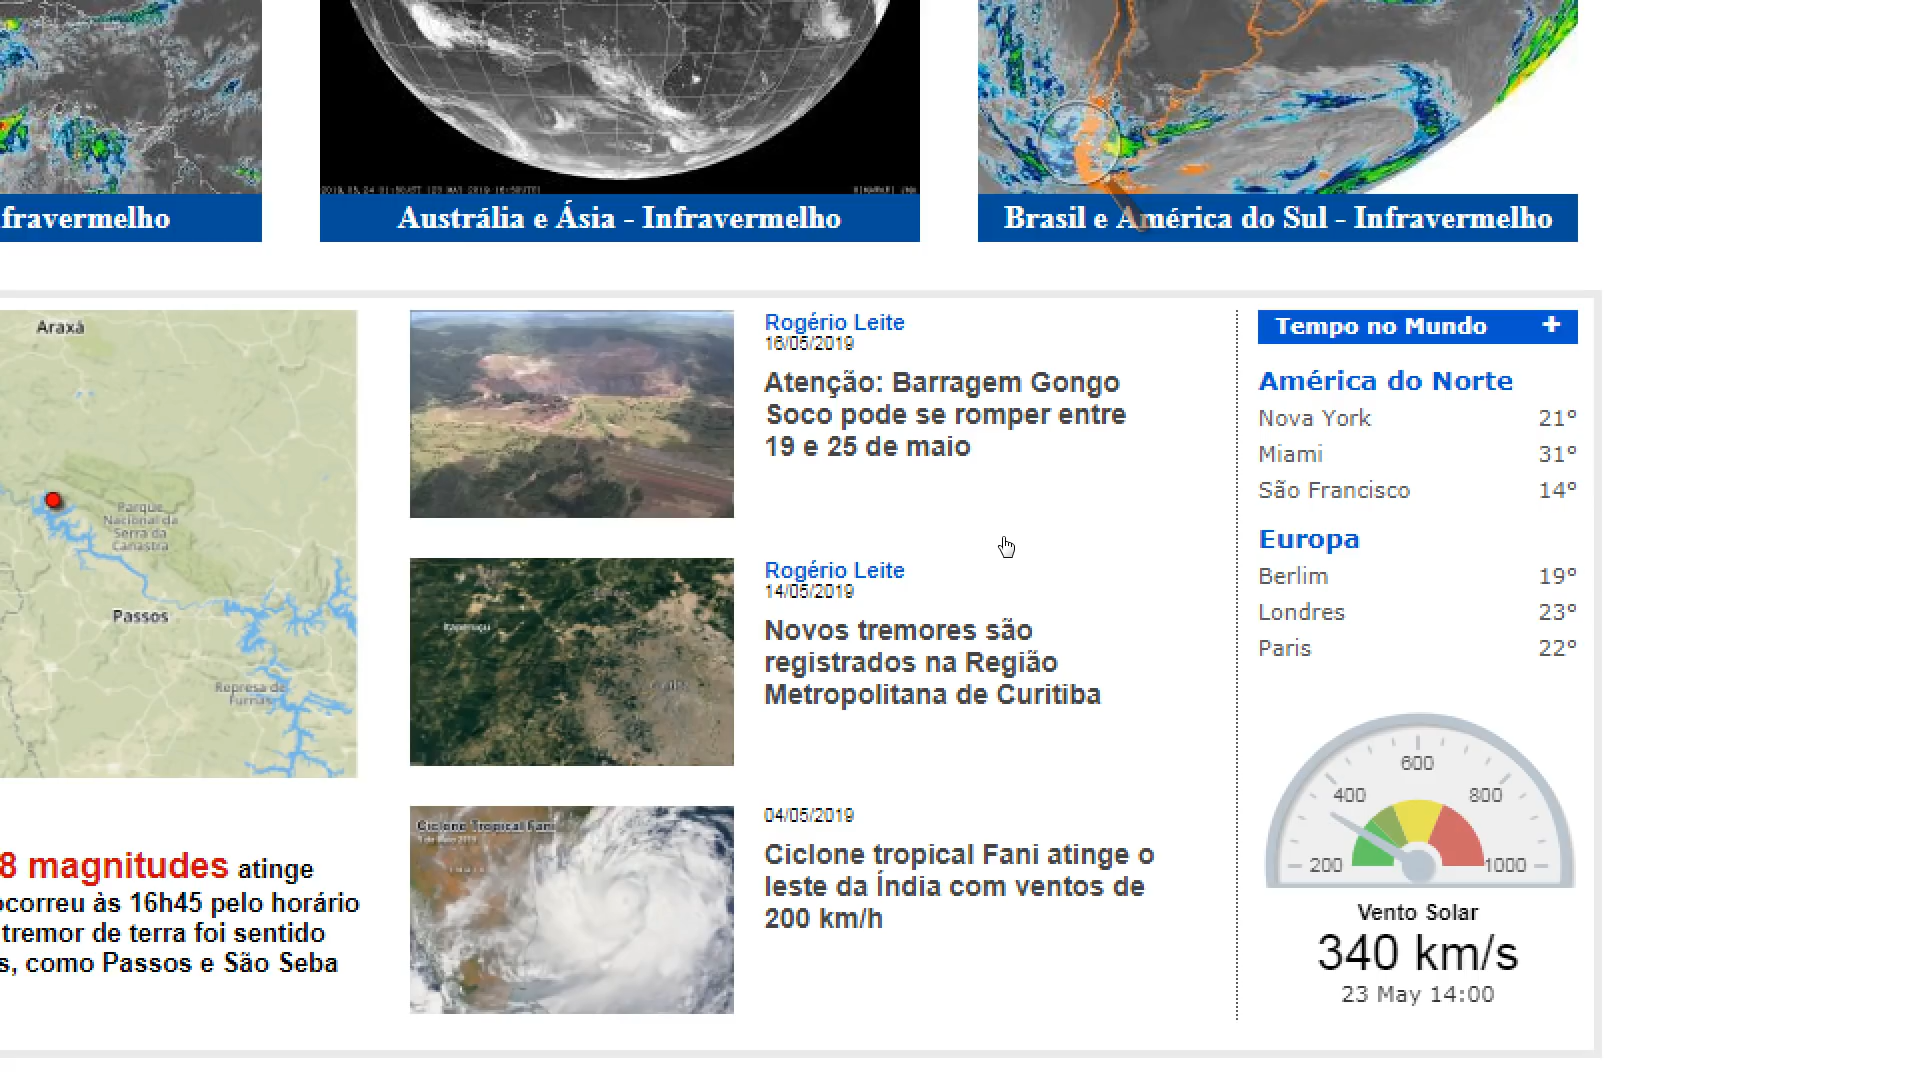 fravermelho
Austrália e Ásia - Infravermelho
Brasil e América do Sul - Infravermelho
Araxá
Parque
Nacional da
Serra da
Canastra
Passos
Represa de
Furnas
8 magnitudes atinge
ocorreu às 16h45 pelo horário
tremor de terra foi sentido
s, como Passos e São Seba
Rogério Leite
16/05/2019
Atenção: Barragem Gongo
Soco pode se romper entre
19 e 25 de maio
Itaperuçu
Rogério Leite
14/05/2019
Novos tremores são
registrados na Região
Metropolitana de Curitiba
Ciclone Tropical Fani
04/05/2019
Ciclone tropical Fani atinge o
leste da Índia com ventos de
200 km/h
Tempo no Mundo +
América do Norte
Nova York 21°
Miami 31°
São Francisco 14°
Europa
Berlim 19°
Londres 23°
Paris 22°
600
400 800
200 1000
Vento Solar
340 km/s
23 May 14:00